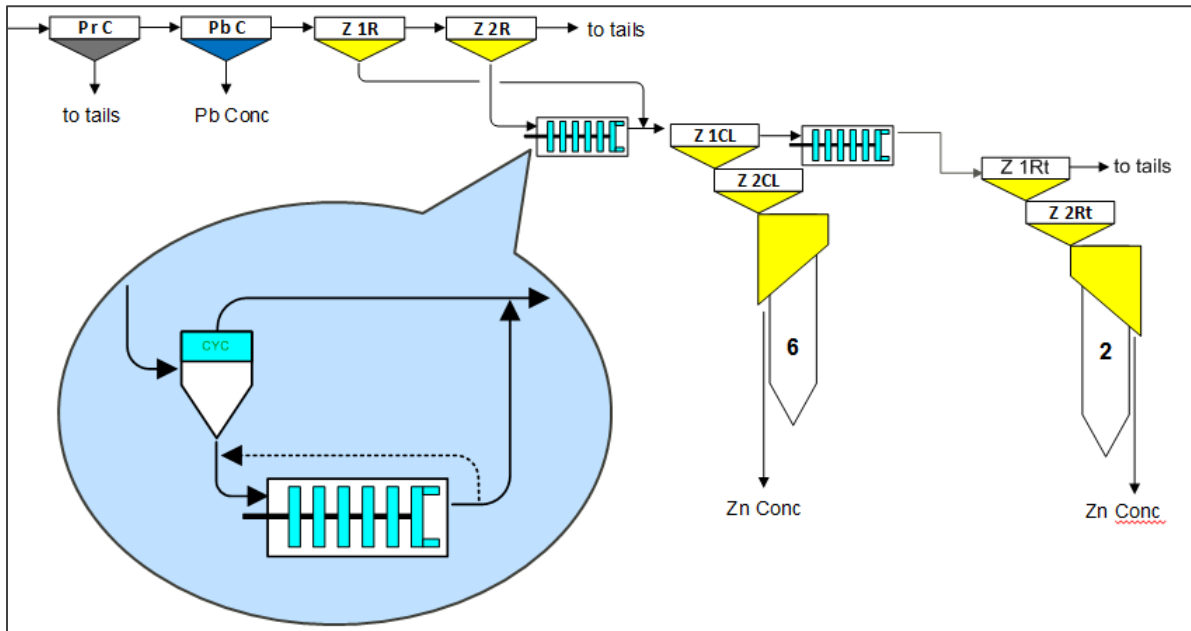 Pr C
Pb C
Z 1R
Z 2R
to tails
to tails
Pb Conc
Z 1CL
Z 2CL
Z 1Rt
to tails
Z 2Rt
CYC
6
2
Zn Conc
Zn Conc